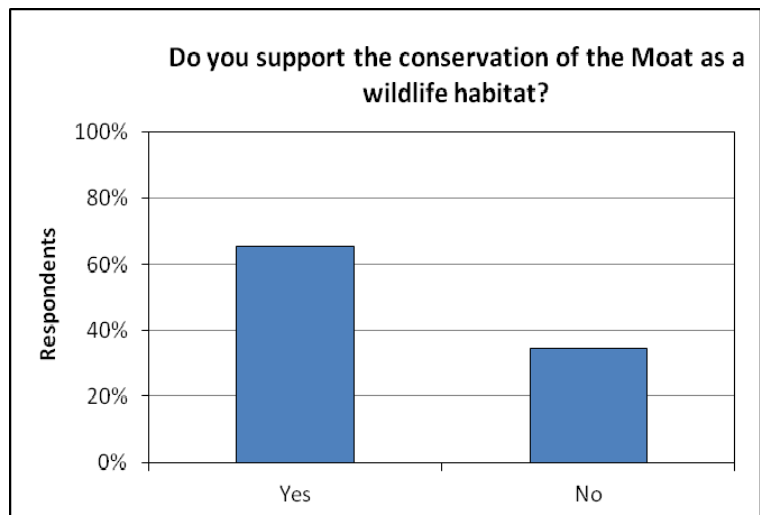 Do you support the conservation of the Moat as a
wildlife habitat?
100%
80%
60%
40%
20%
0%
Respondents
Yes No